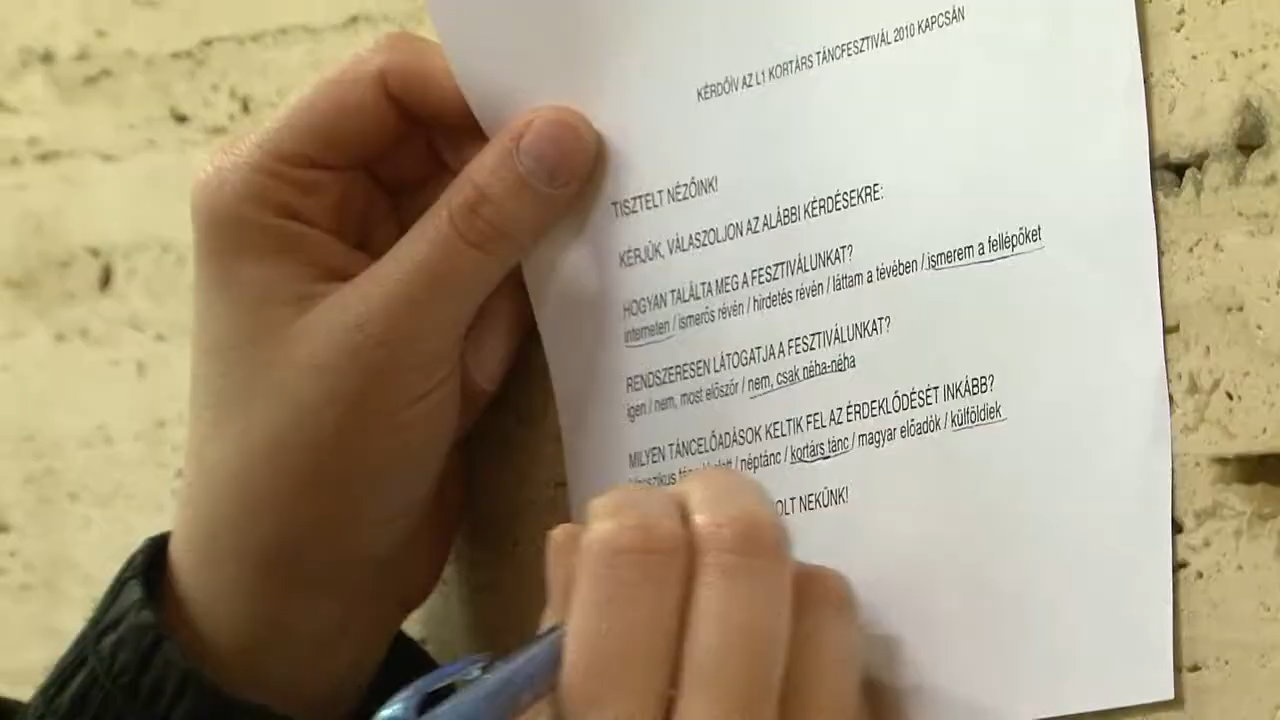 KÉRDŐÍV AZ L1 KORTÁRS TÁNCFESZTIVÁL 2010 KAPCSÁN
TISZTELT NÉZŐINK!
KÉRJÜK, VÁLASZOLJON AZ ALÁBBI KÉRDÉSEKRE:
HOGYAN TALÁLTA MEG A FESZTIVÁLUNKAT?
interneten / ismerős révén / hirdetés révén / láttam a tévében / ismerem a fellépőket
RENDSZERESEN LÁTOGATJA A FESZTIVÁLUNKAT?
igen / nem, most először / nem, csak néha-néha
MILYEN TÁNCELŐADÁSOK KELTIK FEL AZ ÉRDEKLŐDÉSÉT INKÁBB?
/ néptánc / kortárs tánc / magyar előadók / külföldiek
OLT NEKÜNK!